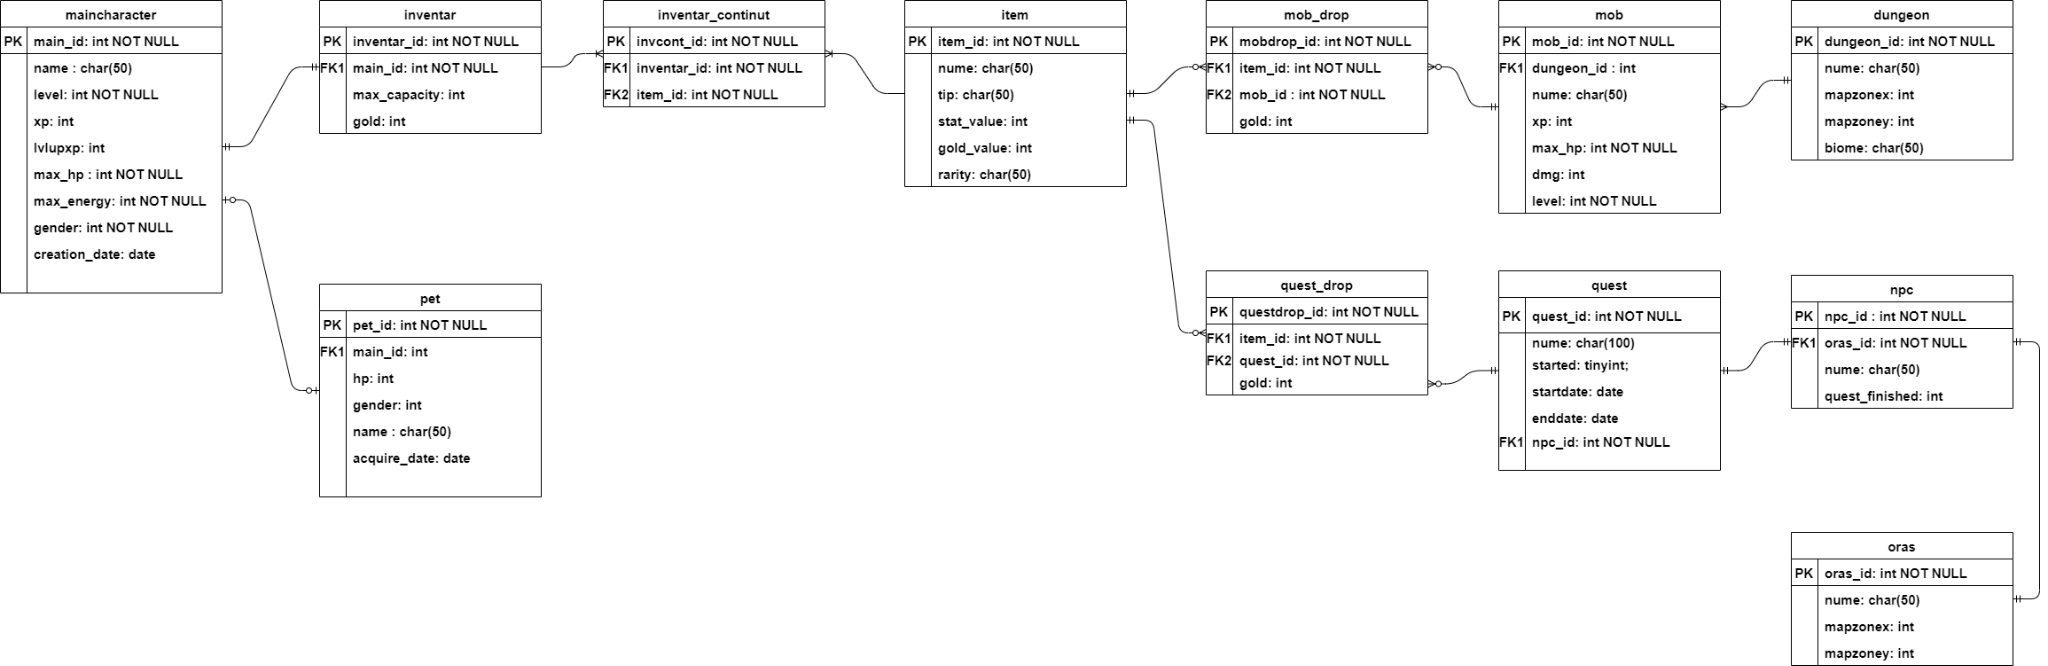 maincharacter
PK main_id: int NOT NULL
name : char(50)
level: int NOT NULL
xp: int
lvlupxp: int
max_hp : int NOT NULL
max_energy: int NOT NULL
gender: int NOT NULL
creation_date: date
inventar
PK inventar_id: int NOT NULL
FK1 main_id: int NOT NULL
max_capacity: int
gold: int
inventar_continut
PK invcont_id: int NOT NULL
FK1 inventar_id: int NOT NULL
FK2 item_id: int NOT NULL
item
PK item_id: int NOT NULL
nume: char(50)
tip: char(50)
stat_value: int
gold_value: int
rarity: char(50)
mob_drop
PK mobdrop_id: int NOT NULL
FK1 item_id: int NOT NULL
FK2 mob_id : int NOT NULL
gold: int
mob
PK mob_id: int NOT NULL
FK1 dungeon_id : int
nume: char(50)
xp: int
max_hp: int NOT NULL
dmg: int
level: int NOT NULL
dungeon
PK dungeon_id: int NOT NULL
nume: char(50)
mapzonex: int
mapzoney: int
biome: char(50)
pet
PK pet_id: int NOT NULL
FK1 main_id: int
hp: int
gender: int
name : char(50)
acquire_date: date
quest_drop
PK questdrop_id: int NOT NULL
FK1 item_id: int NOT NULL
FK2 quest_id: int NOT NULL
gold: int
quest
PK quest_id: int NOT NULL
nume: char(100)
started: tinyint;
startdate: date
enddate: date
FK1 npc_id: int NOT NULL
npc
PK npc_id : int NOT NULL
FK1 oras_id: int NOT NULL
nume: char(50)
quest_finished: int
oras
PK oras_id: int NOT NULL
nume: char(50)
mapzonex: int
mapzoney: int